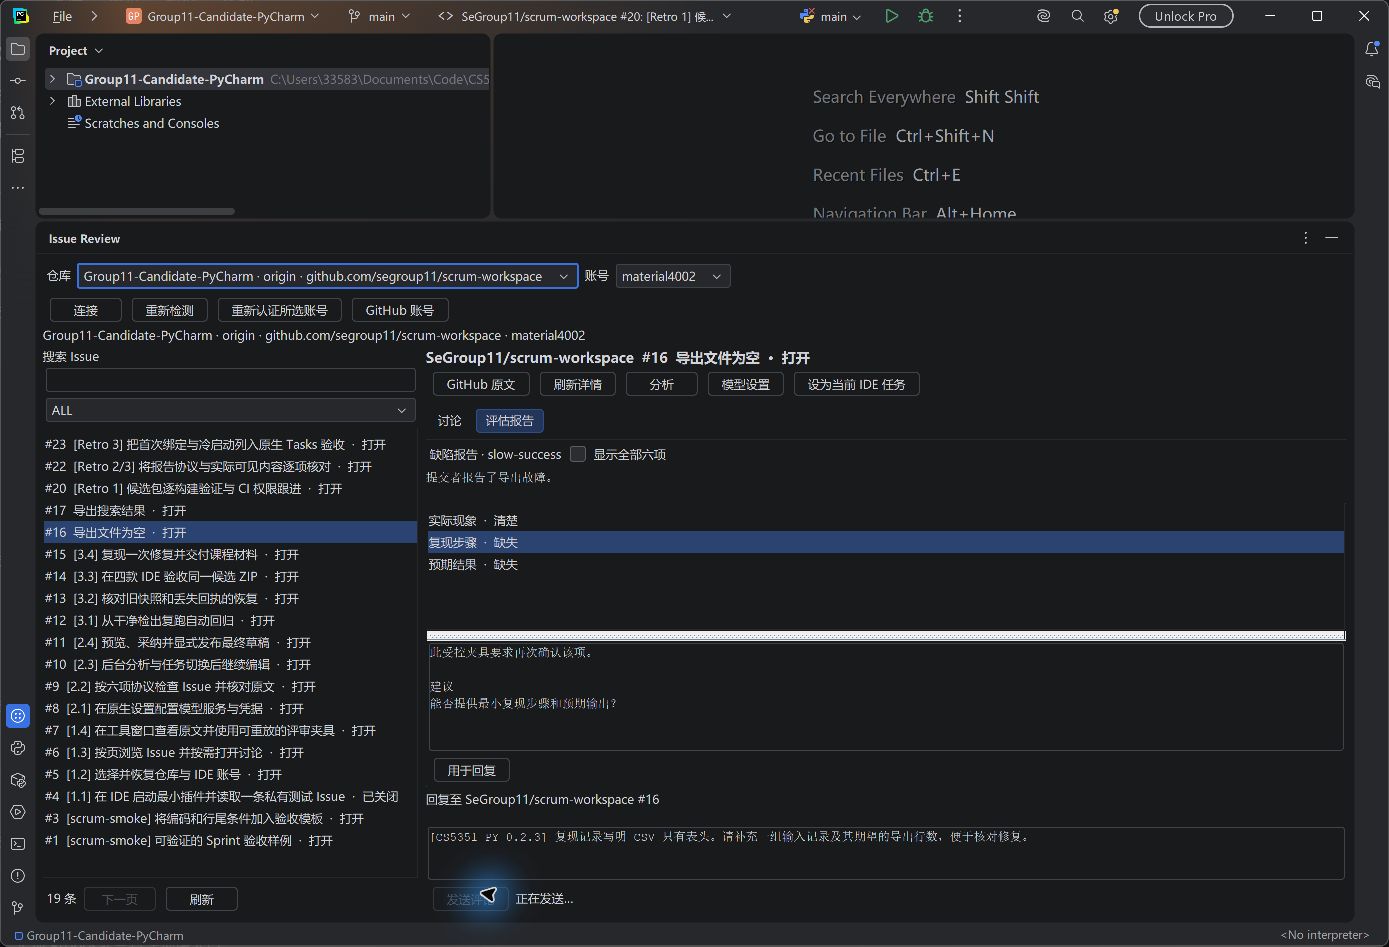 File
GP Group11-Candidate-PyCharm
main
<> SeGroup11/scrum-workspace #20: [Retro 1] 候...
main
Unlock Pro
Project
Group11-Candidate-PyCharm C:\Users\33583\Documents\Code\CS5
External Libraries
Scratches and Consoles
Search Everywhere Shift Shift
Go to File Ctrl+Shift+N
Recent Files Ctrl+E
Navigation Bar Alt+Home
Issue Review
仓库 Group11-Candidate-PyCharm · origin · github.com/segroup11/scrum-workspace 账号 material4002
连接 重新检测 重新认证所选账号 GitHub 账号
Group11-Candidate-PyCharm · origin · github.com/segroup11/scrum-workspace · material4002
搜索 Issue
ALL
#23 [Retro 3] 把首次绑定与冷启动列入原生 Tasks 验收 · 打开
#22 [Retro 2/3] 将报告协议与实际可见内容逐项核对 · 打开
#20 [Retro 1] 候选包逐构建验证与 CI 权限跟进 · 打开
#17 导出搜索结果 · 打开
#16 导出文件为空 · 打开
#15 [3.4] 复现一次修复并交付课程材料 · 打开
#14 [3.3] 在四款 IDE 验收同一候选 ZIP · 打开
#13 [3.2] 核对旧快照和丢失回执的恢复 · 打开
#12 [3.1] 从干净检出复跑自动回归 · 打开
#11 [2.4] 预览、采纳并显式发布最终草稿 · 打开
#10 [2.3] 后台分析与任务切换后继续编辑 · 打开
#9 [2.2] 按六项协议检查 Issue 并核对原文 · 打开
#8 [2.1] 在原生设置配置模型服务与凭据 · 打开
#7 [1.4] 在工具窗口查看原文并使用可重放的评审夹具 · 打开
#6 [1.3] 按页浏览 Issue 并按需打开讨论 · 打开
#5 [1.2] 选择并恢复仓库与 IDE 账号 · 打开
#4 [1.1] 在 IDE 启动最小插件并读取一条私有测试 Issue · 已关闭
#3 [scrum-smoke] 将编码和行尾条件加入验收模板 · 打开
#1 [scrum-smoke] 可验证的 Sprint 验收样例 · 打开
19 条 下一页 刷新
SeGroup11/scrum-workspace #16 导出文件为空 • 打开
GitHub 原文 刷新详情 分析 模型设置 设为当前 IDE 任务
讨论 评估报告
缺陷报告 · slow-success 显示全部六项
提交者报告了导出故障。
实际现象 · 清楚
复现步骤 · 缺失
预期结果 · 缺失
此受控夹具要求再次确认该项。
建议
能否提供最小复现步骤和预期输出?
用于回复
回复至 SeGroup11/scrum-workspace #16
[CS5351 PY 0.2.3] 复现记录写明 CSV 只有表头。请补充一组输入记录及其期望的导出行数，便于核对修复。
发送评 正在发送...
Group11-Candidate-PyCharm
<No interpreter>